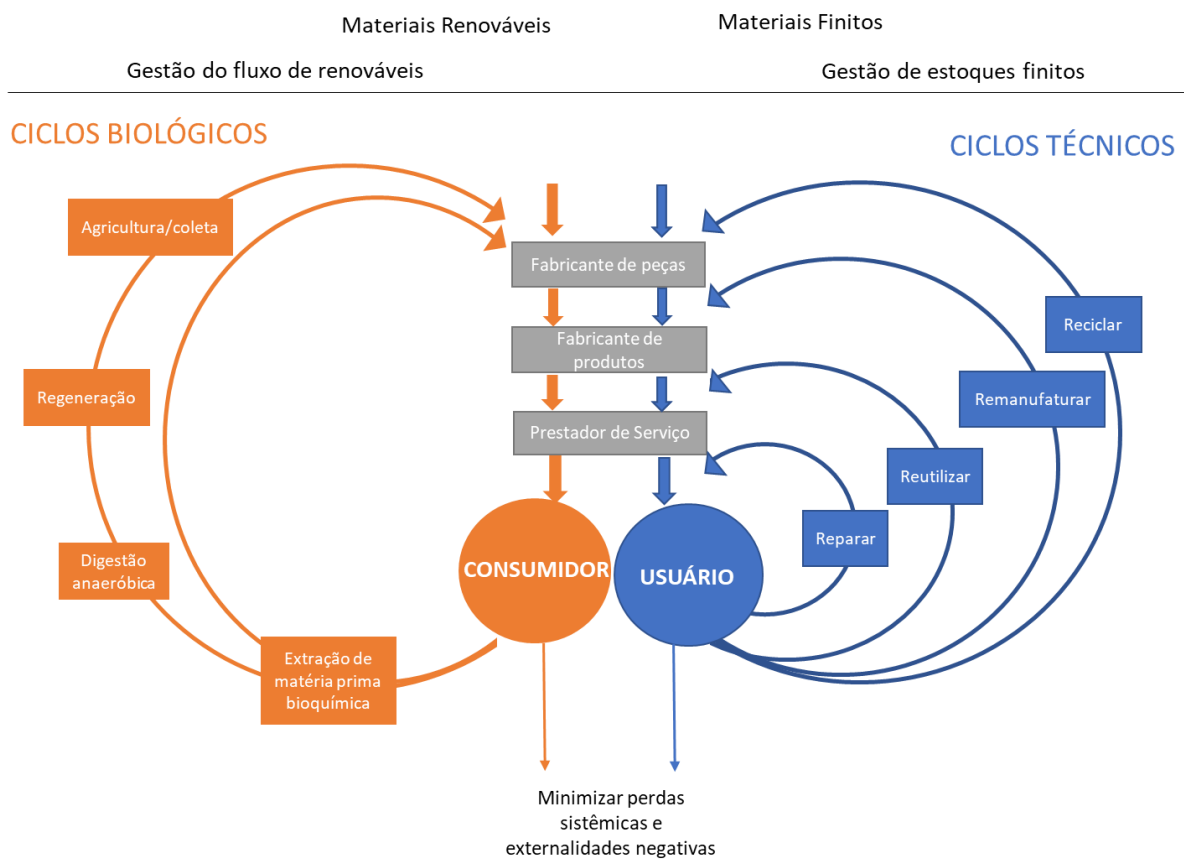 Materiais Renováveis
Materiais Finitos
Gestão do fluxo de renováveis
Gestão de estoques finitos
CICLOS BIOLÓGICOS
CICLOS TÉCNICOS
Agricultura/coleta
Regeneração
Digestão
anaeróbica
Extração de
matéria prima
bioquímica
Fabricante de peças
Fabricante de
produtos
Prestador de Serviço
CONSUMIDOR
USUÁRIO
Reparar
Reutilizar
Remanufaturar
Reciclar
Minimizar perdas
sistêmicas e
externalidades negativas